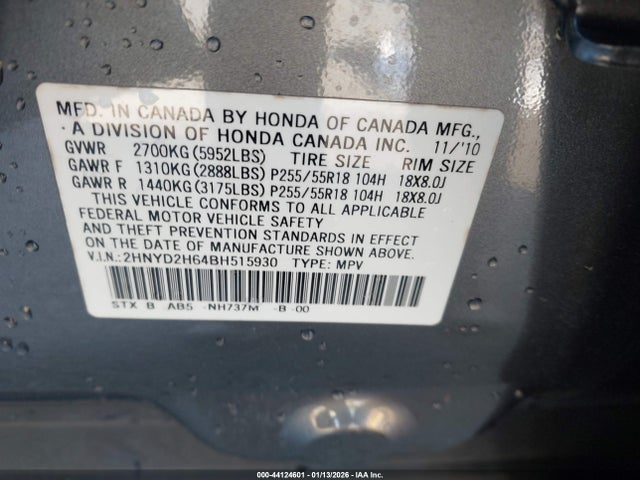 MFD. IN CANADA BY HONDA OF CANADA MFG.,
A DIVISION OF HONDA CANADA INC. 11/'10
GVWR 2700KG(5952LBS) TIRE SIZE RIM SIZE
GAWR F 1310KG(2888LBS) P255/55R18 104H 18X8.0J
GAWR R 1440KG(3175LBS) P255/55R18 104H 18X8.0J
THIS VEHICLE CONFORMS TO ALL APPLICABLE
FEDERAL MOTOR VEHICLE SAFETY
AND THEFT PREVENTION STANDARDS
IN EFFECT ON THE DATE OF MANUFACTURE SHOWN ABOVE.
V.I.N.:2HNYD2H64BH515930 TYPE: MPV
STX B AB5 -NH737M -B -00
000-44124601 - 01/13/2026 - IAA Inc.